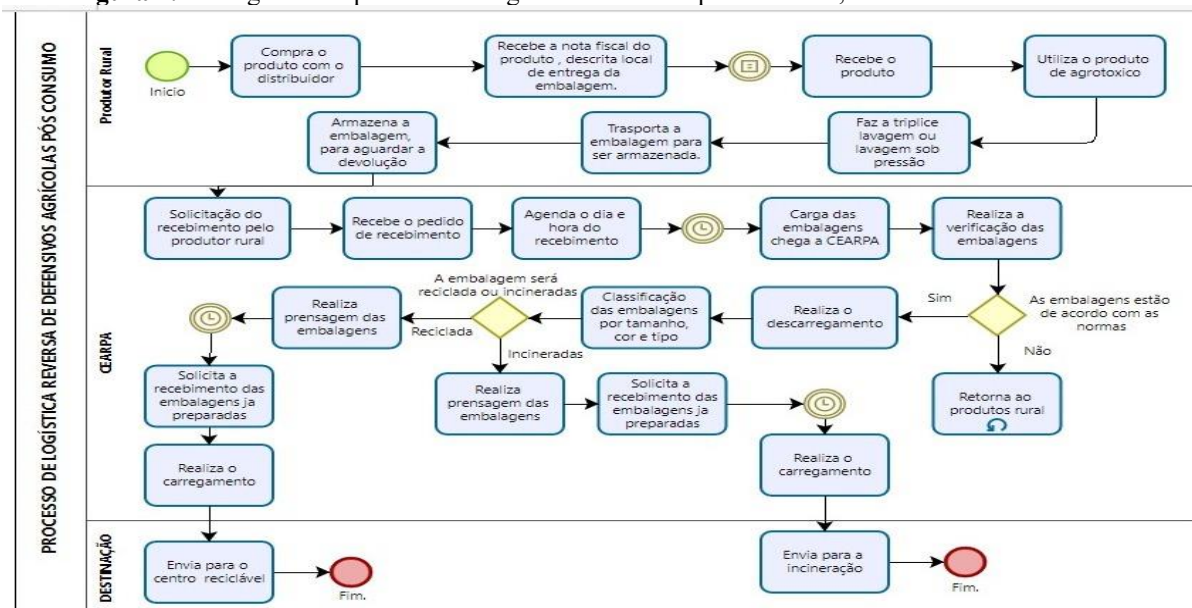 PROCESSO DE LOGÍSTICA REVERSA DE DEFENSIVOS AGRÍCOLAS PÓS CONSUMO
Produtor Rural
Inicio
Compra o
produto com o
distribuidor
Recebe a nota fiscal do
produto , descrita local
de entrega da
embalagem.
Recebe o
produto
Utiliza o produto
de agrotoxico
Faz a triplice
lavagem ou
lavagem sob
pressão
Trasporta a
embalagem para
ser armazenada.
Armazena a
embalagem,
para aguardar a
devolução
CEARPA
Solicitação do
recebimento pelo
produtor rural
Recebe o pedido
de recebimento
Agenda o dia e
hora do
recebimento
Carga das
embalagens
chega a CEARPA
Realiza a
verificação das
embalagens
As embalagens estão
de acordo com as
normas
Sim
Não
Retorna ao
produtos rural
Realiza o
descarregamento
Classificação
das embalagens
por tamanho,
cor e tipo
A embalagem será
reciclada ou incineradas
Reciclada
Incineradas
Realiza
prensagem das
embalagens
Solicita a
recebimento das
embalagens ja
preparadas
Realiza o
carregamento
Realiza
prensagem das
embalagens
Solicita a
recebimento das
embalagens ja
preparadas
Realiza o
carregamento
DESTINAÇÃO
Envia para o
centro reciclável
Fim.
Envia para a
incineração
Fim.